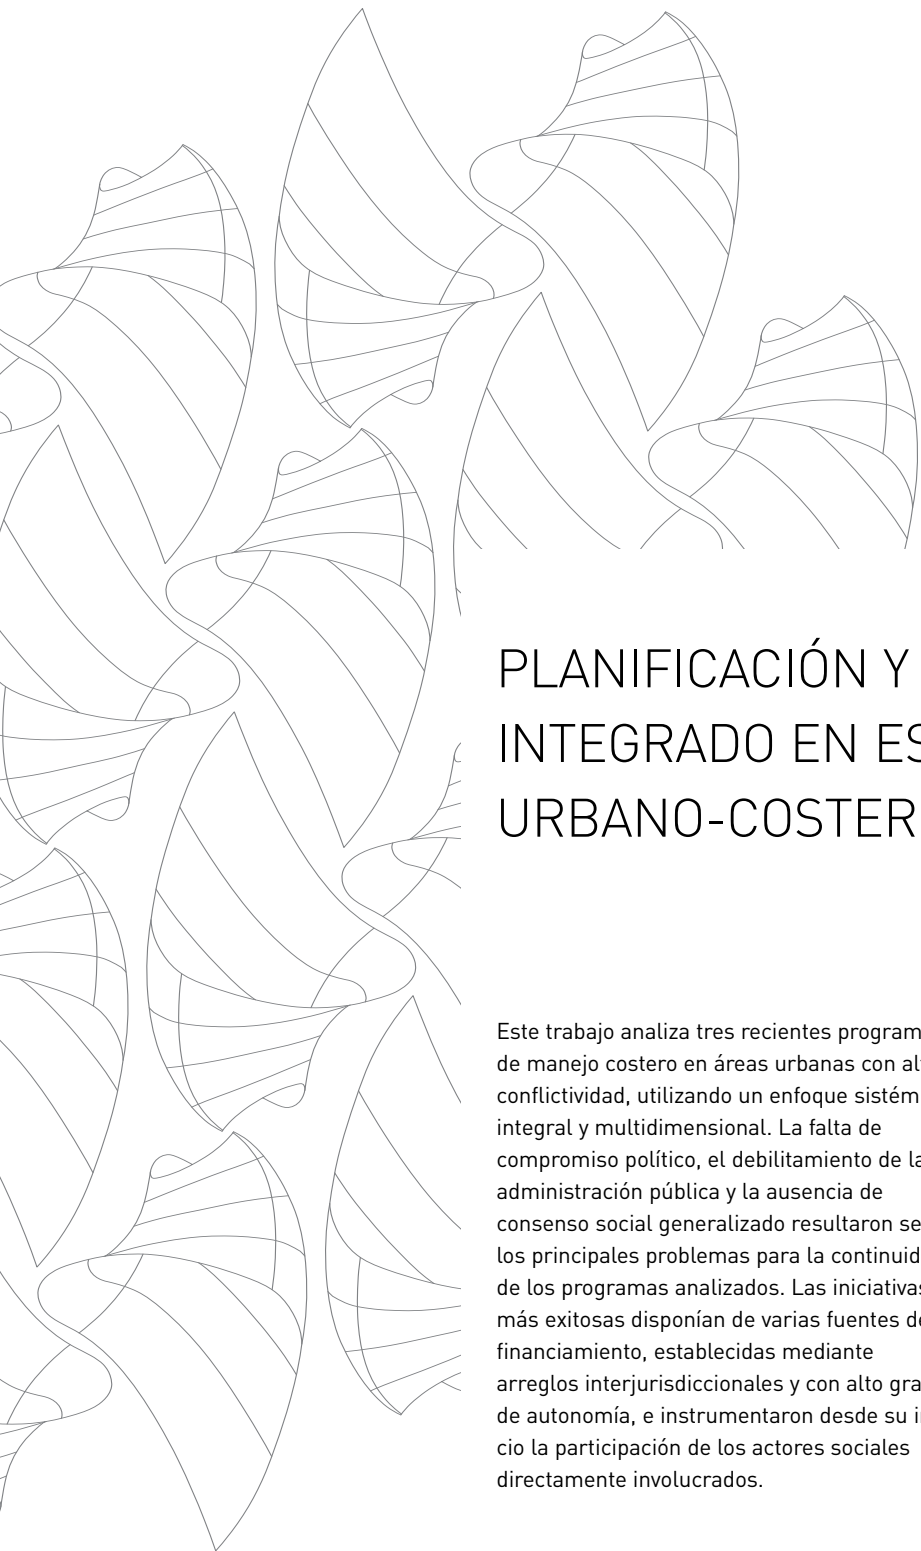 PLANIFICACIÓN Y
INTEGRADO EN
URBANO-COSTER
Este trabajo analiza tres recientes program
de manejo costero en áreas urbanas con al
conflictividad, utilizando un enfoque sistém
integral y multidimensional. La falta de
compromiso político, el debilitamiento de la
administración pública y la ausencia de
consenso social generalizado resultaron se
los principales problemas para la continuid
de los programas analizados. Las iniciativas
más exitosas disponían de varias fuentes de
financiamiento, establecidas mediante
arreglos interjurisdiccionales y con alto gra
de autonomía, e instrumentaron desde su i
cio la participación de los actores sociales
directamente involucrados.